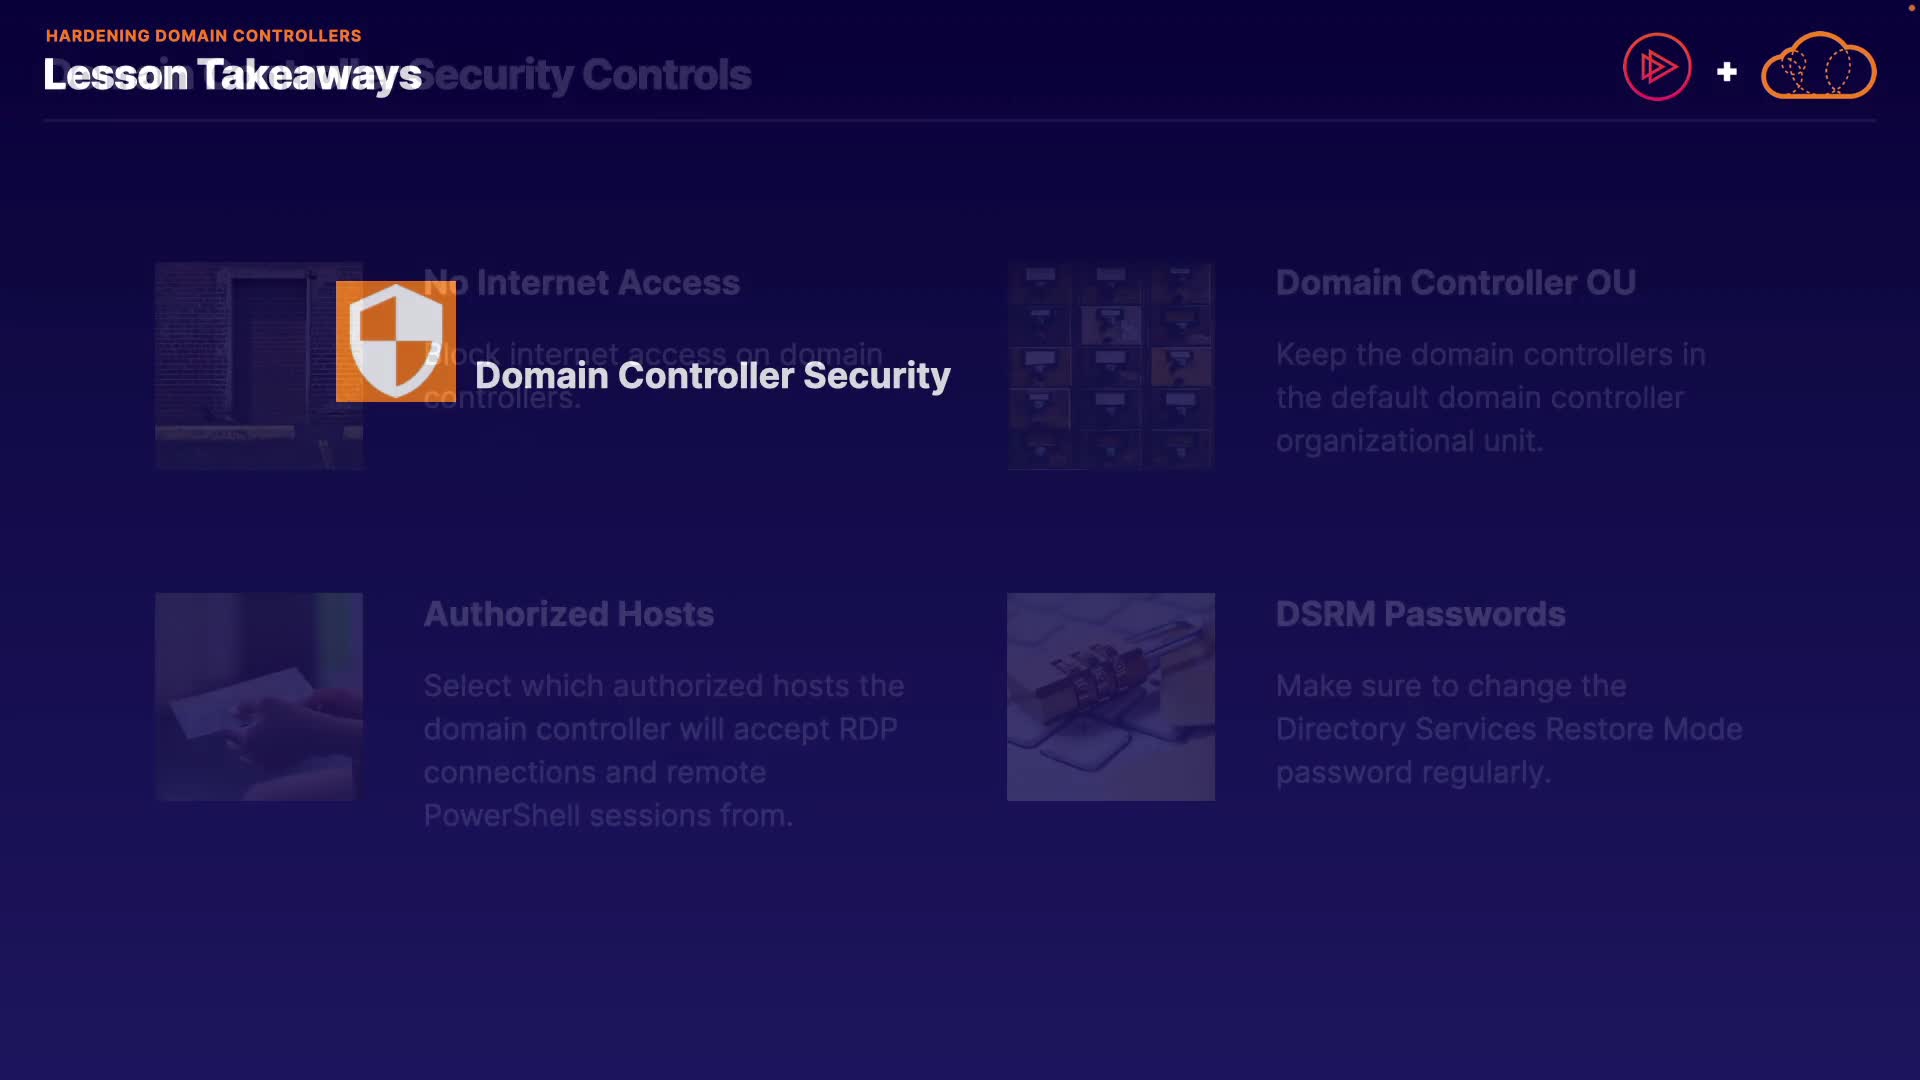 HARDENING DOMAIN CONTROLLERS
Lesson Takeaways
Domain Controller Security Controls
No Internet Access
Block internet access on domain
controllers.
Domain Controller Security
Domain Controller OU
Keep the domain controllers in
the default domain controller
organizational unit.
Authorized Hosts
Select which authorized hosts the
domain controller will accept RDP
connections and remote
PowerShell sessions from.
DSRM Passwords
Make sure to change the
Directory Services Restore Mode
password regularly.